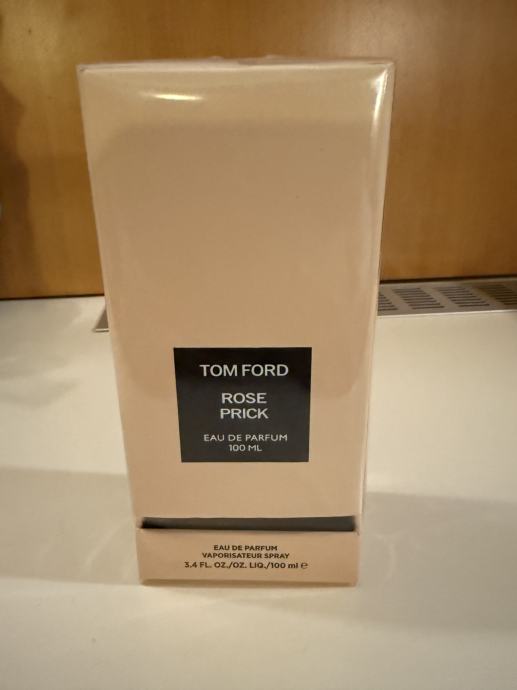 TOM FORD
ROSE
PRICK
EAU DE PARFUM
100 ML
EAU DE PARFUM
VAPORISATEUR SPRAY
3.4 FL. OZ./OZ. LIQ./100 ml ℮